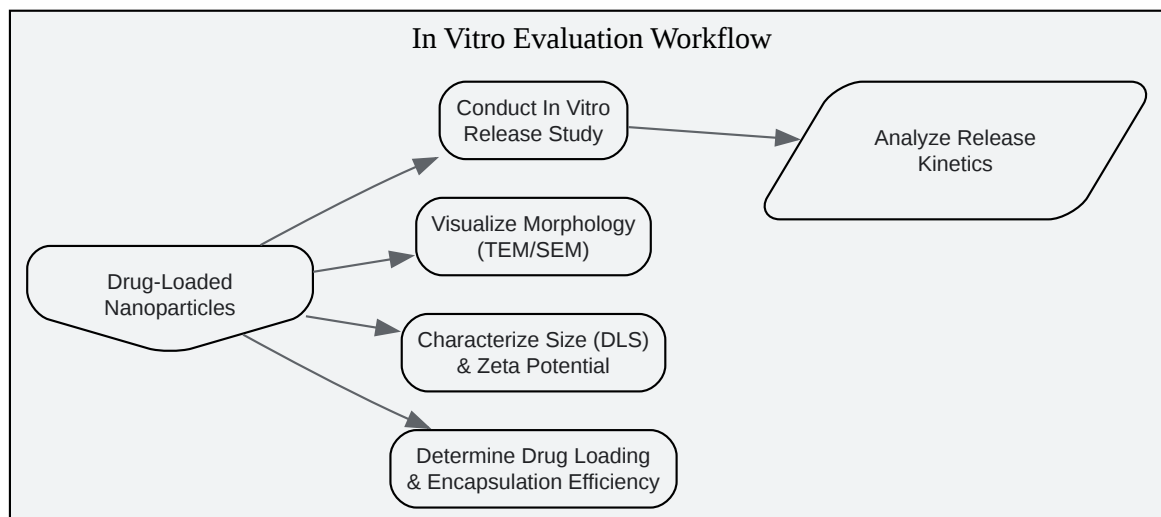 In Vitro Evaluation Workflow
Conduct In Vitro
Release Study
Analyze Release
Kinetics
Visualize Morphology
(TEM/SEM)
Drug-Loaded
Nanoparticles
Characterize Size (DLS)
& Zeta Potential
Determine Drug Loading
& Encapsulation Efficiency